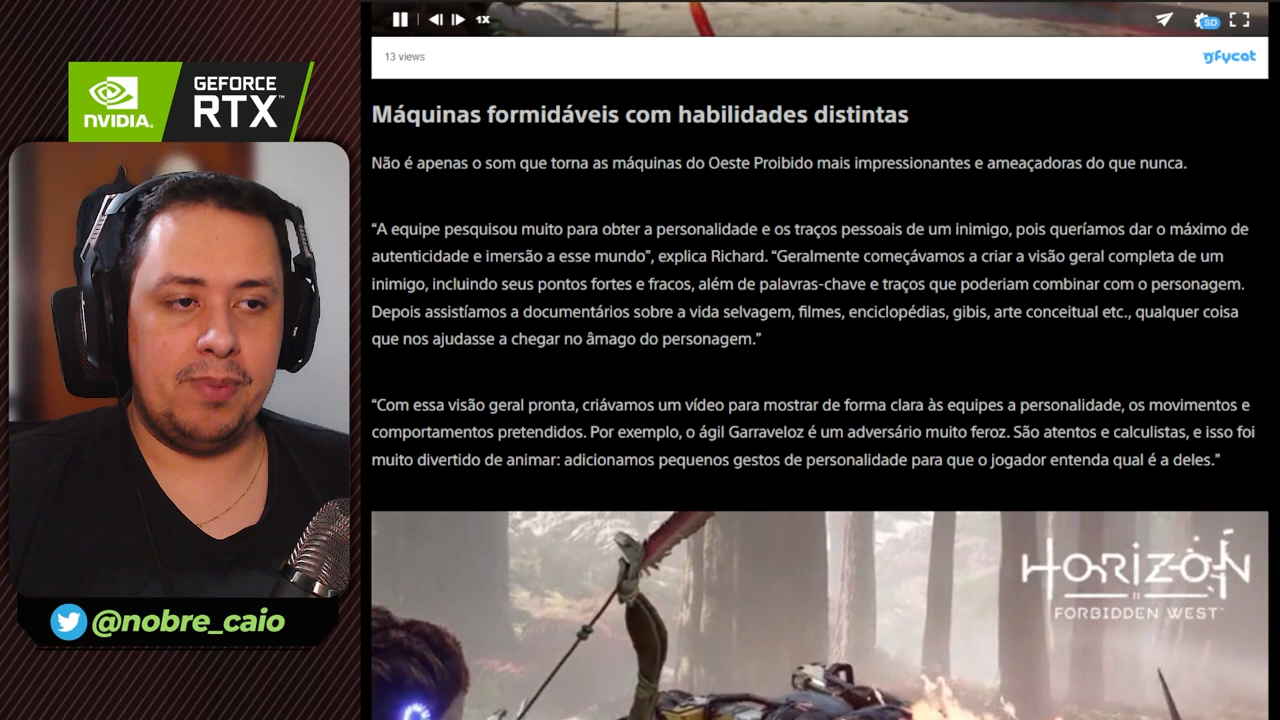 NVIDIA.
GEFORCE
RTX™
@nobre_caio
1X
SD
13 views
gfycat
Máquinas formidáveis com habilidades distintas
Não é apenas o som que torna as máquinas do Oeste Proibido mais impressionantes e ameaçadoras do que nunca.
“A equipe pesquisou muito para obter a personalidade e os traços pessoais de um inimigo, pois queríamos dar o máximo de
autenticidade e imersão a esse mundo”, explica Richard. “Geralmente começávamos a criar a visão geral completa de um
inimigo, incluindo seus pontos fortes e fracos, além de palavras-chave e traços que poderiam combinar com o personagem.
Depois assistíamos a documentários sobre a vida selvagem, filmes, enciclopédias, gibis, arte conceitual etc., qualquer coisa
que nos ajudasse a chegar no âmago do personagem.”
“Com essa visão geral pronta, criávamos um vídeo para mostrar de forma clara às equipes a personalidade, os movimentos e
comportamentos pretendidos. Por exemplo, o ágil Garraveloz é um adversário muito feroz. São atentos e calculistas, e isso foi
muito divertido de animar: adicionamos pequenos gestos de personalidade para que o jogador entenda qual é a deles.”
HORIZON
FORBIDDEN WEST™